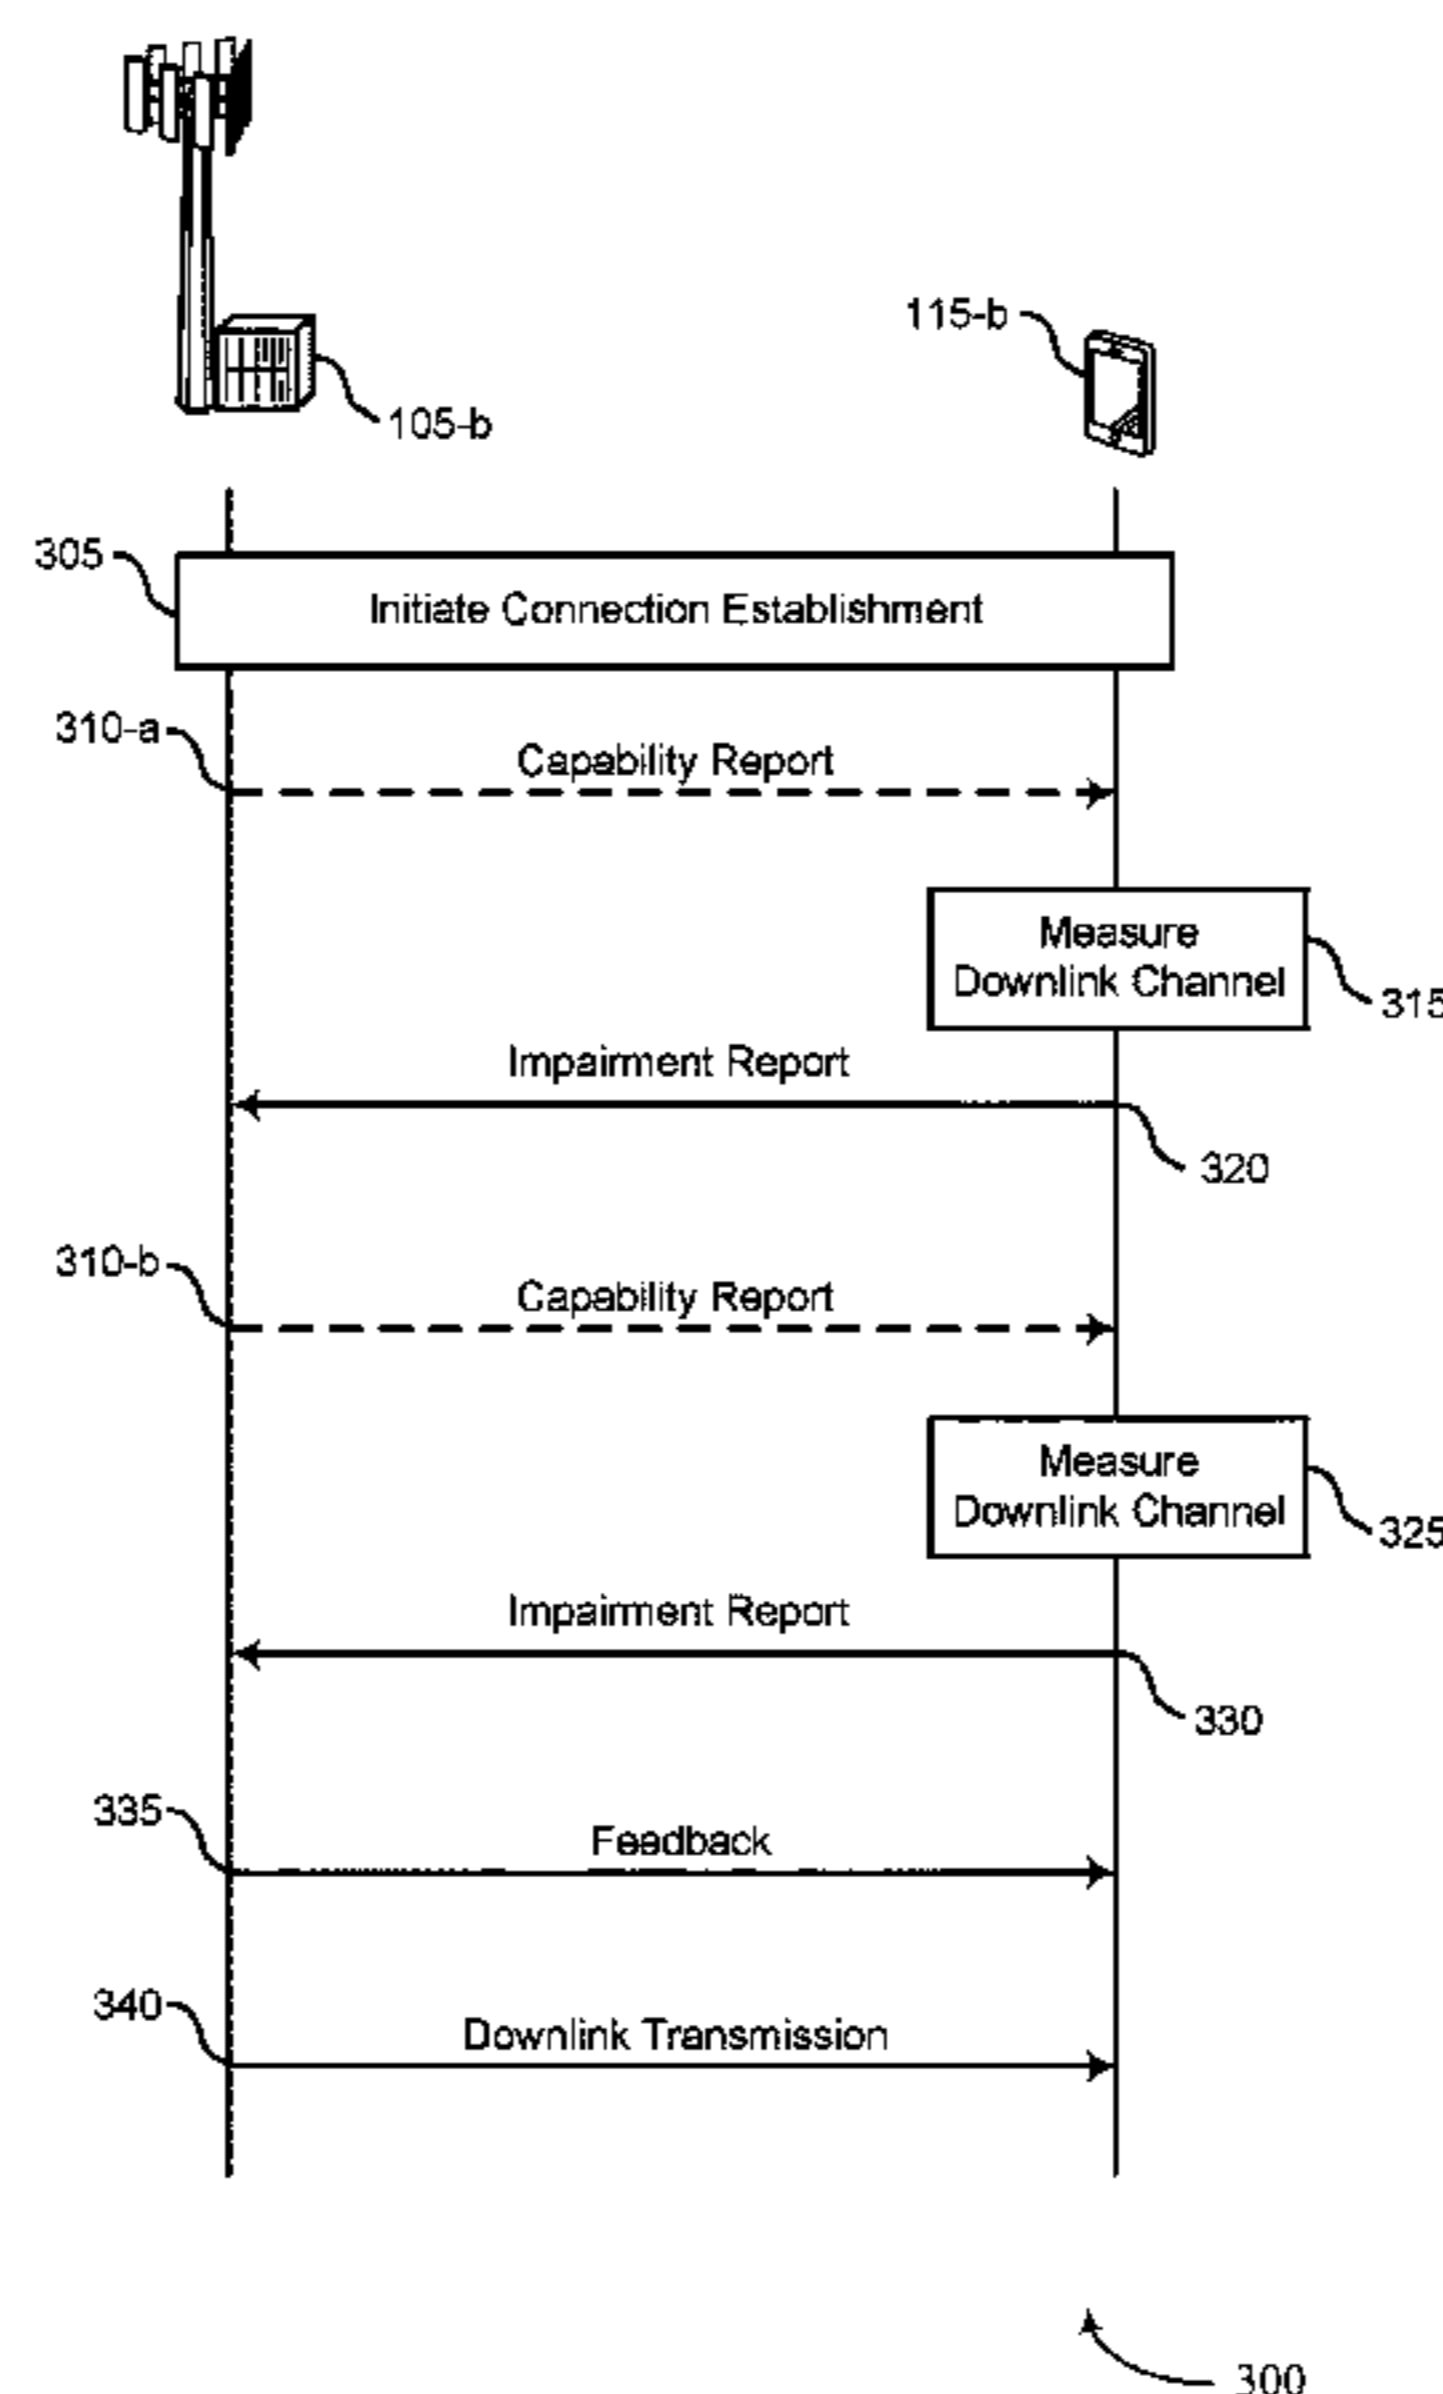 115-b
105-b
305
Initiate Connection Establishment
310-a
Capability Report
Measure
Downlink Channel
315
Impairment Report
320
310-b
Capability Report
Measure
Downlink Channel
325
Impairment Report
330
335
Feedback
340
Downlink Transmission
300